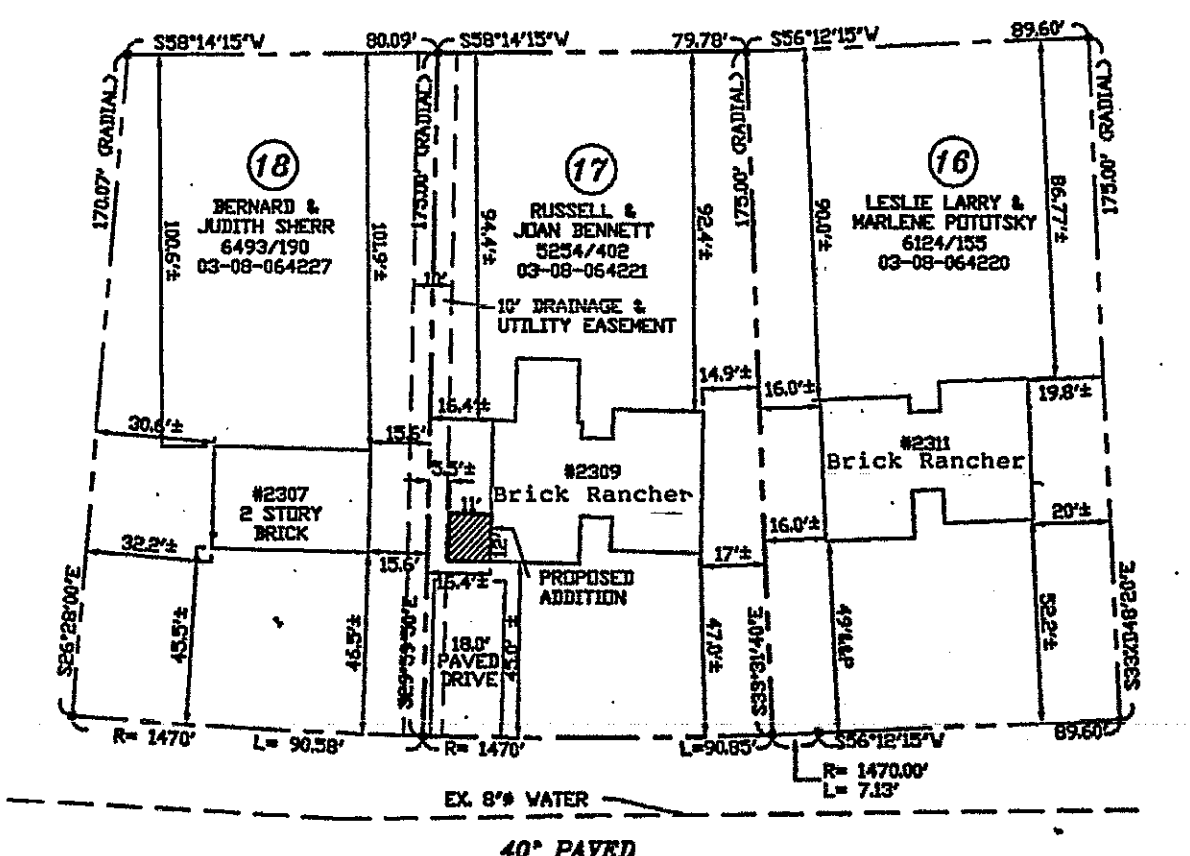 S58°14'15"W
80.09'
S58°14'15"W
79.78'
S56°12'15"W
89.60'
170.07' (RADIAL)
175.00' (RADIAL)
175.00' (RADIAL)
175.00' (RADIAL)
18
BERNARD &
JUDITH SHERR
6493/190
03-08-064227
17
RUSSELL &
JOAN BENNETT
5254/402
03-08-064221
16
LESLIE LARRY &
MARLENE POTOTSKY
6124/155
03-08-064220
100.6'±
101.9'±
94.4'±
92.4'±
90.0'±
86.77'±
10'
10' DRAINAGE &
UTILITY EASEMENT
30.6'±
15.6'
16.4'±
14.9'±
16.0'±
19.8'±
5.5'±
#2307
2 STORY
BRICK
#2309
Brick Rancher
#2311
Brick Rancher
11'
12'
32.2'±
15.6'
16.4'±
17'±
16.0'±
20'±
PROPOSED
ADDITION
18.0'
PAVED
DRIVE
S26°28'00"E
45.5'±
46.5'±
S29°59'50"E
45.0' ±
47.0'±
S33°31'40"E
52.2'±
R= 1470'
L= 90.58'
R= 1470'
L=90.85'
S56°12'15"W
89.60'
R= 1470.00'
L= 7.13'
EX. 8"ø WATER
40' PAVED